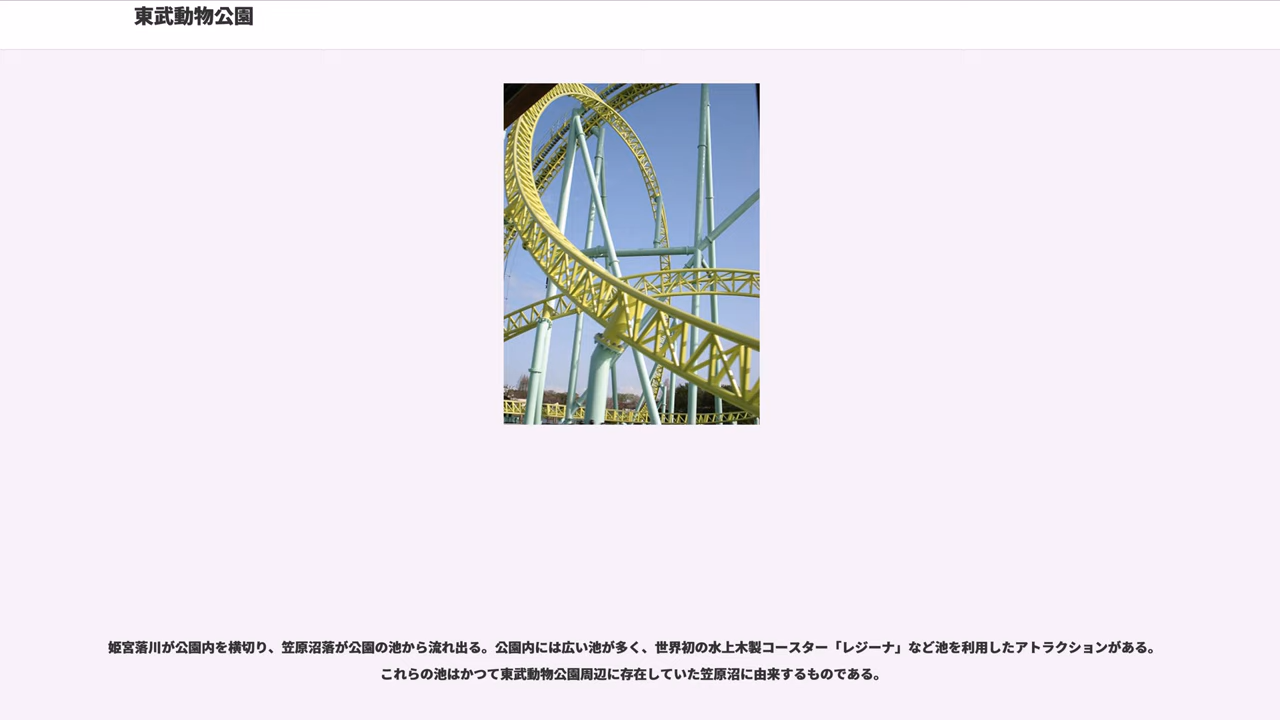 東武動物公園
姫宮落川が公園内を横切り、笠原沼落が公園の池から流れ出る。公園内には広い池が多く、世界初の水上木製コースター「レジーナ」など池を利用したアトラクションがある。
これらの池はかつて東武動物公園周辺に存在していた笠原沼に由来するものである。